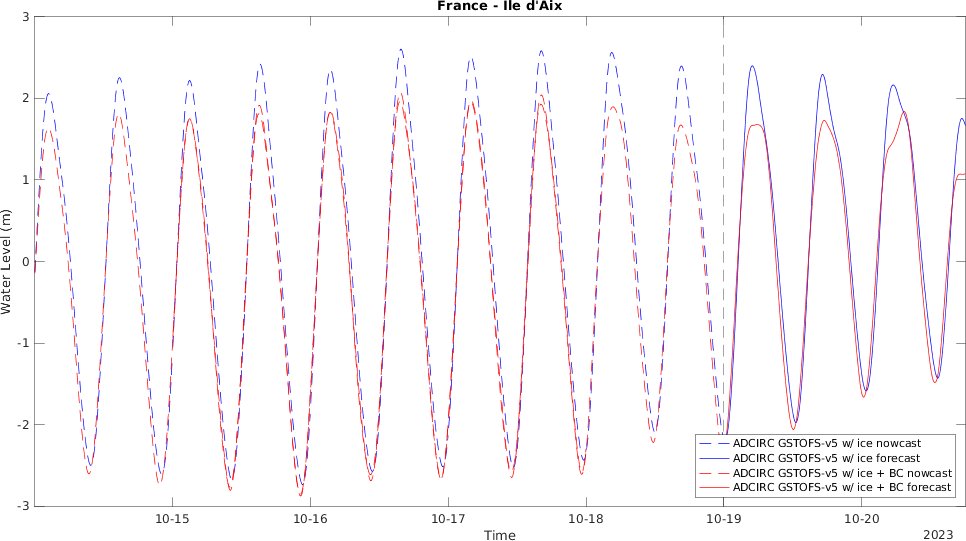 France - Ile d'Aix
Water Level (m)
3
2
1
0
-1
-2
-3
10-15
10-16
10-17
10-18
10-19
10-20
Time
2023
ADCIRC GSTOFS-v5 w/ ice nowcast
ADCIRC GSTOFS-v5 w/ ice forecast
ADCIRC GSTOFS-v5 w/ ice + BC nowcast
ADCIRC GSTOFS-v5 w/ ice + BC forecast